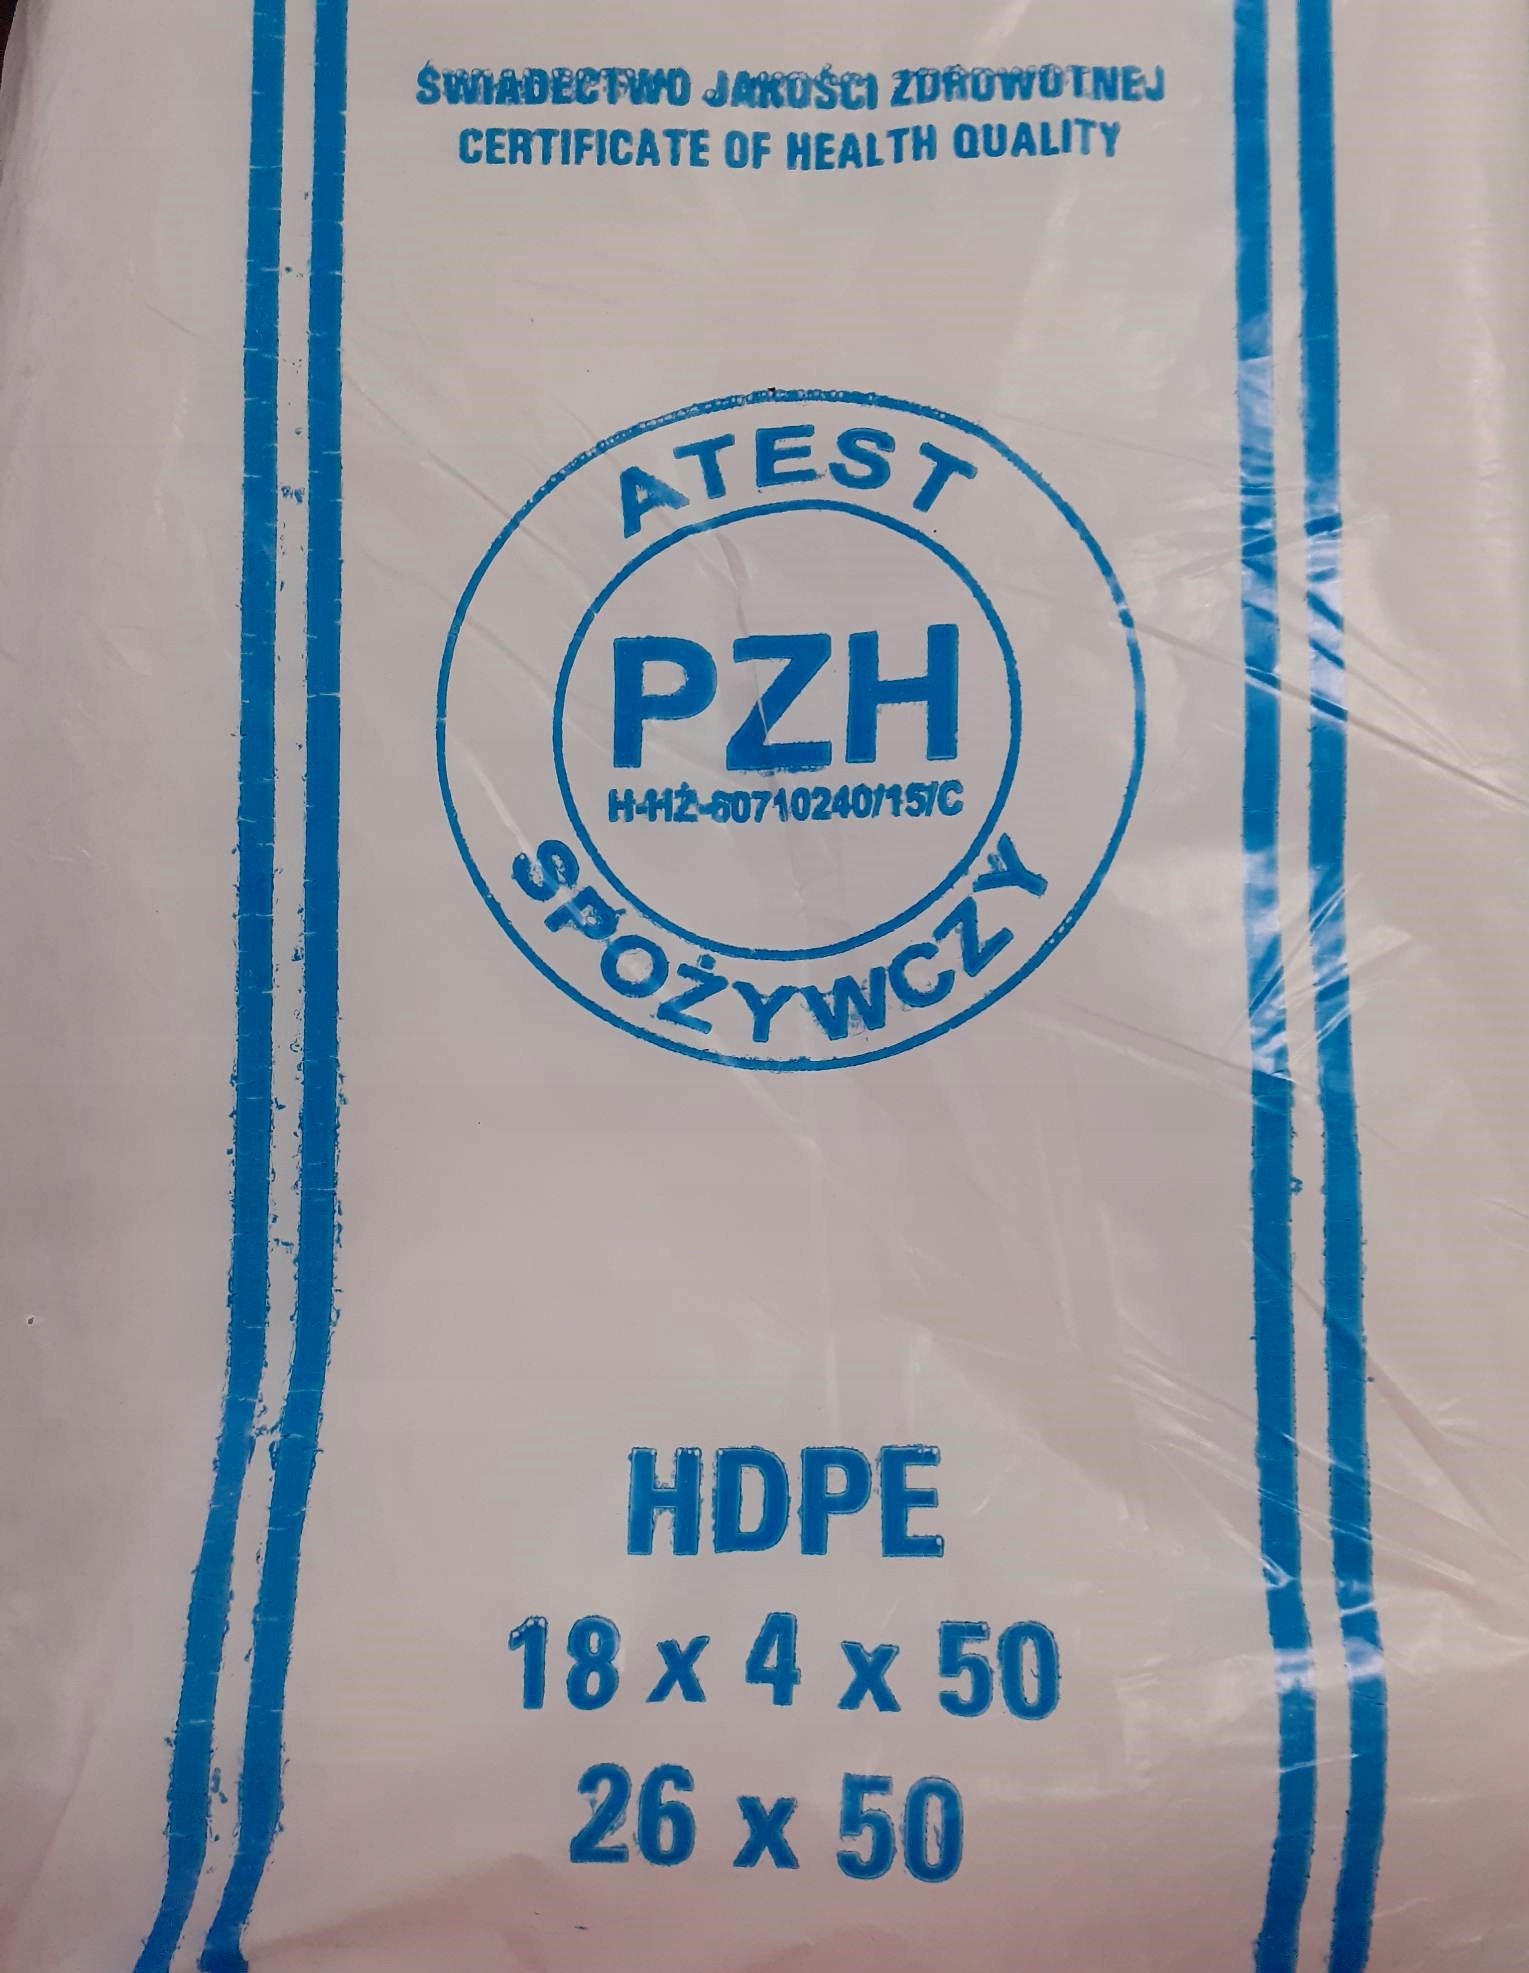 ŚWIADECTWO JAKOŚCI ZDROWOTNEJ
CERTIFICATE OF HEALTH QUALITY
ATEST
PZH
H-HŻ-60710240/15/C
SPOŻYWCZY
HDPE
18 x 4 x 50
26 x 50